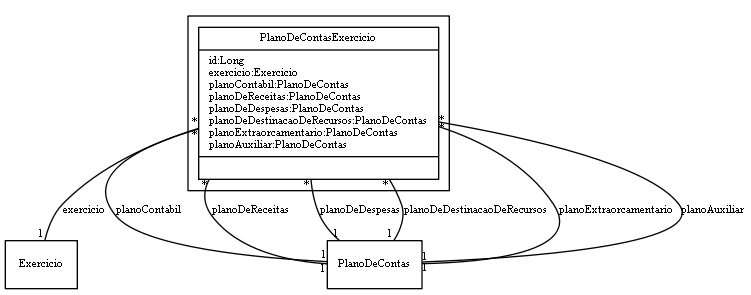 PlanoDeContasExercicio
id:Long
exercicio:Exercicio
planoContabil:PlanoDeContas
planoDeReceitas:PlanoDeContas
planoDeDespesas:PlanoDeContas
planoDeDestinacaoDeRecursos:PlanoDeContas
planoExtraorcamentario:PlanoDeContas
planoAuxiliar:PlanoDeContas
* *
* *
* * *
exercicio planoContabil planoDeReceitas planoDeDespesas planoDeDestinacaoDeRecursos planoExtraorcamentario planoAuxiliar
1 1 1
1 1
1 1
Exercicio PlanoDeContas